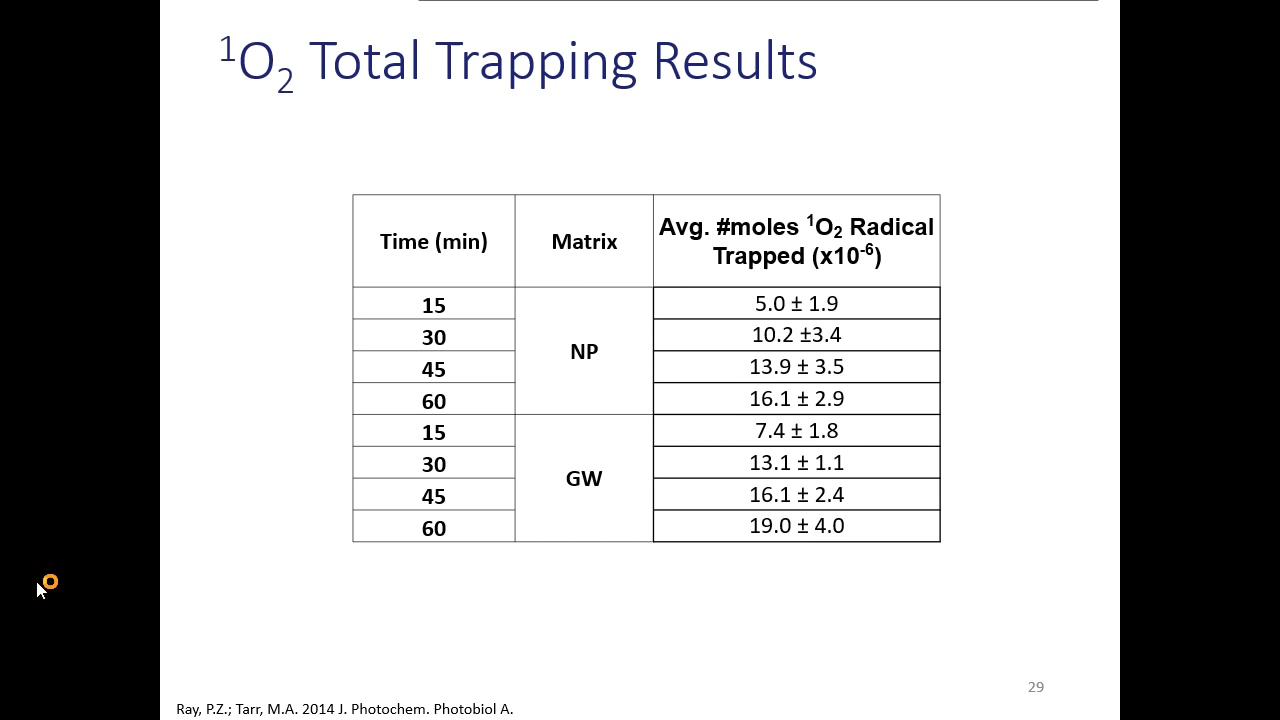 ¹O₂ Total Trapping Results
Time (min) Matrix Avg. #moles ¹O₂ Radical
Trapped (x10⁻⁶)
15 NP 5.0 ± 1.9
30 10.2 ±3.4
45 13.9 ± 3.5
60 16.1 ± 2.9
15 GW 7.4 ± 1.8
30 13.1 ± 1.1
45 16.1 ± 2.4
60 19.0 ± 4.0
29
Ray, P.Z.; Tarr, M.A. 2014 J. Photochem. Photobiol A.